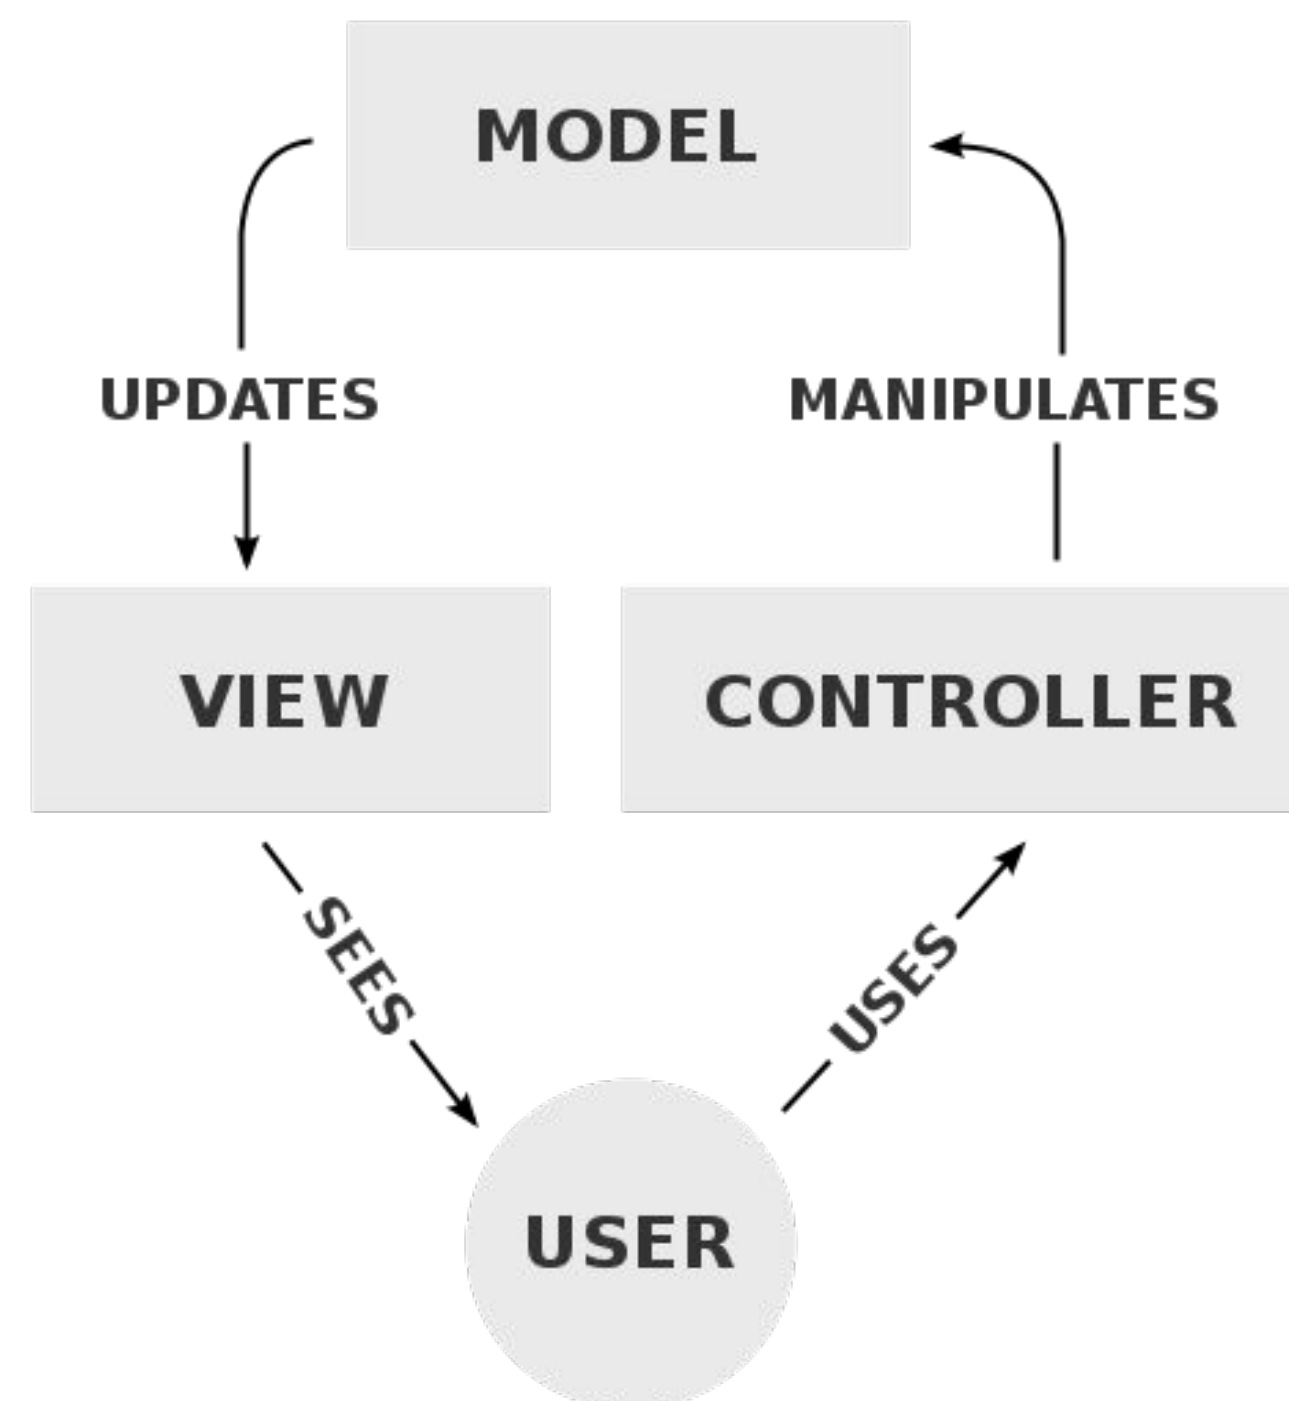 MODEL
UPDATES
MANIPULATES
VIEW
CONTROLLER
SEES
USES
USER